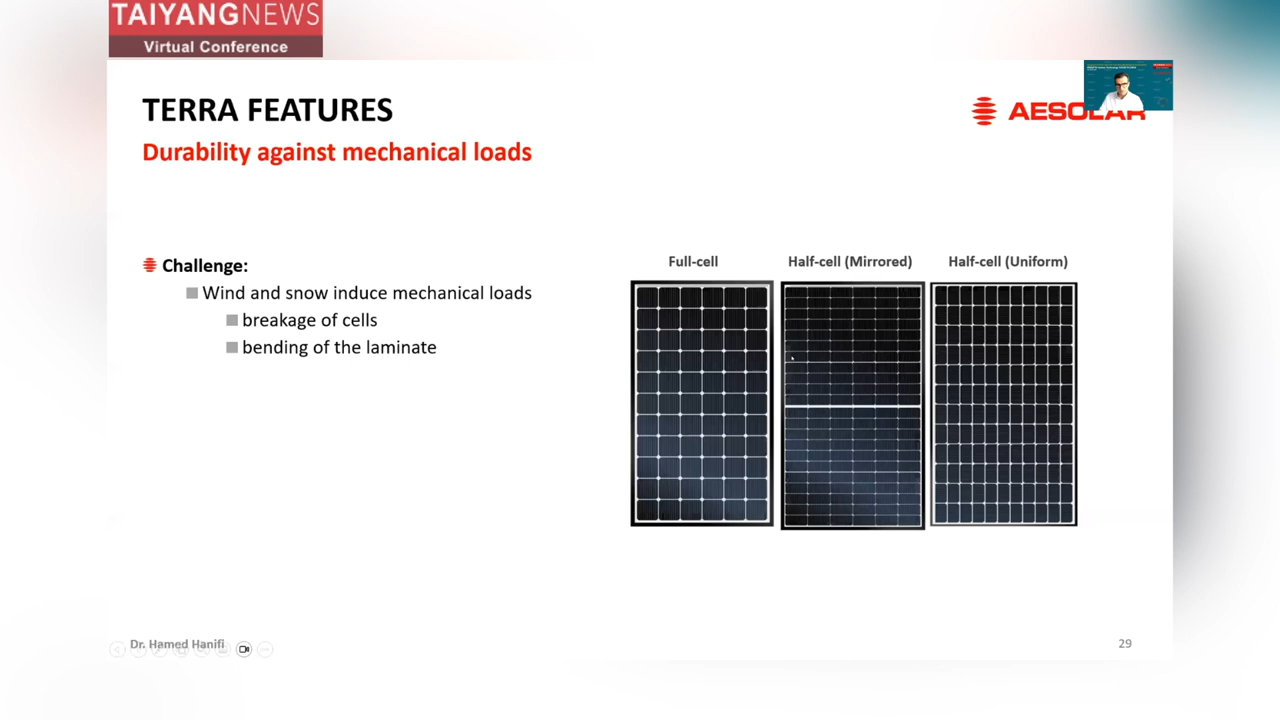 TAIYANGNEWS
Virtual Conference
TERRA FEATURES
AESOLAR
Durability against mechanical loads
Challenge:
Wind and snow induce mechanical loads
breakage of cells
bending of the laminate
Full-cell
Half-cell (Mirrored)
Half-cell (Uniform)
Dr. Hamed Hanifi
29